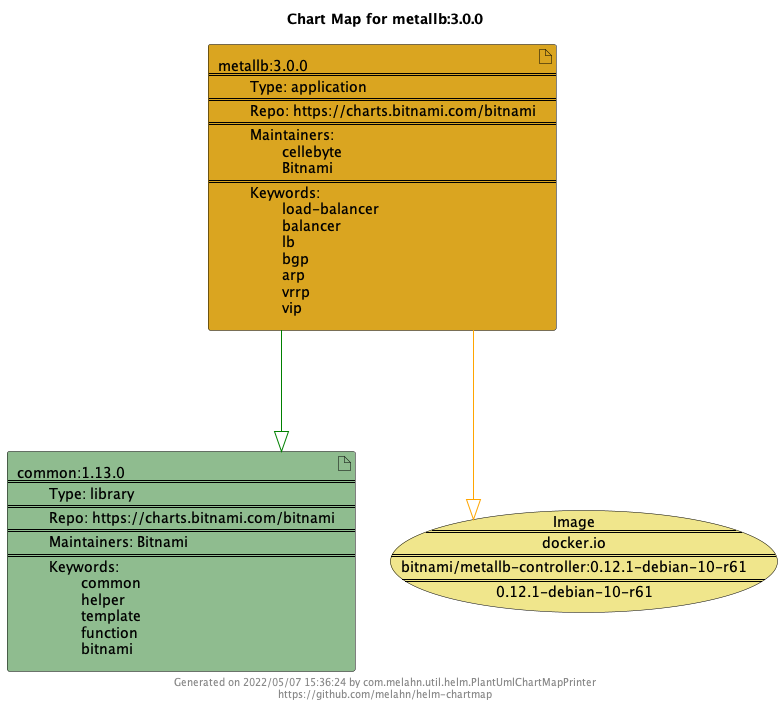 Chart Map for metallb:3.0.0
metallb:3.0.0
Type: application
Repo: https://charts.bitnami.com/bitnami
Maintainers:
cellebyte
Bitnami
Keywords:
load-balancer
balancer
lb
bgp
arp
vrrp
vip
common:1.13.0
Type: library
Repo: https://charts.bitnami.com/bitnami
Maintainers: Bitnami
Keywords:
common
helper
template
function
bitnami
Image
docker.io
bitnami/metallb-controller:0.12.1-debian-10-r61
0.12.1-debian-10-r61
Generated on 2022/05/07 15:36:24 by com.melahn.util.helm.PlantUmlChartMapPrinter
https://github.com/melahn/helm-chartmap